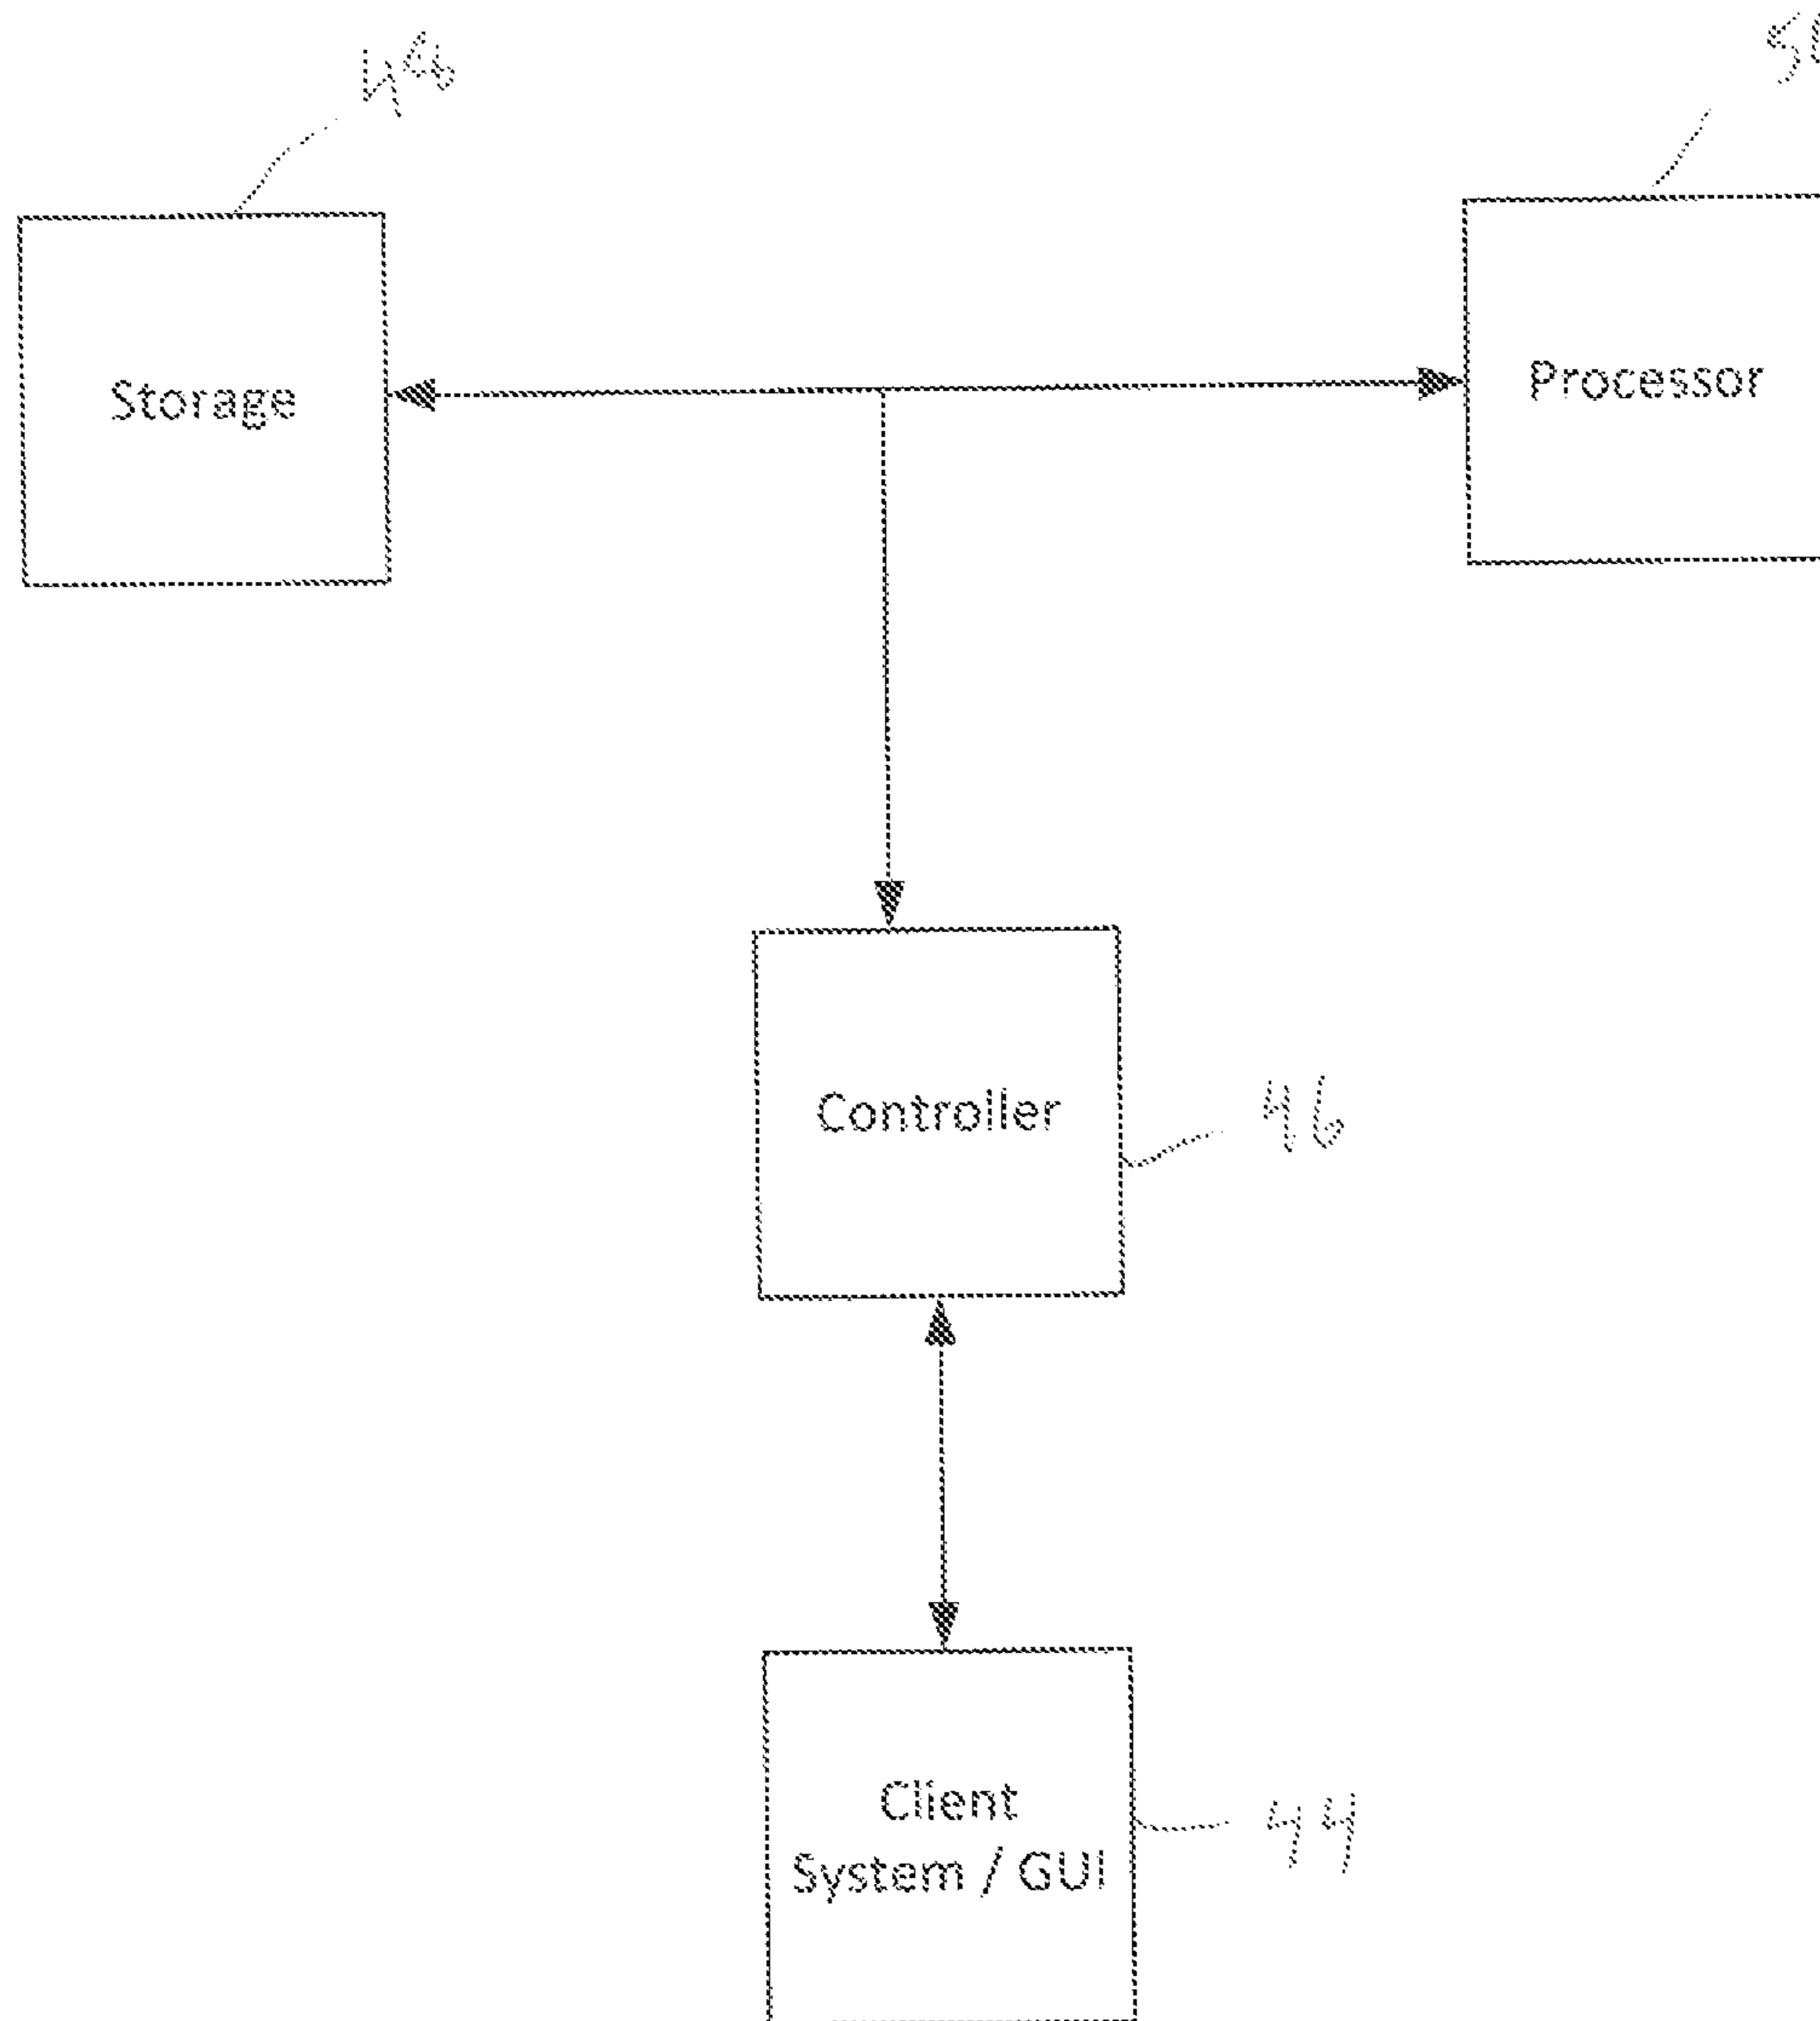 Storage
Processor
Controller
46
Client
System / GUI
44